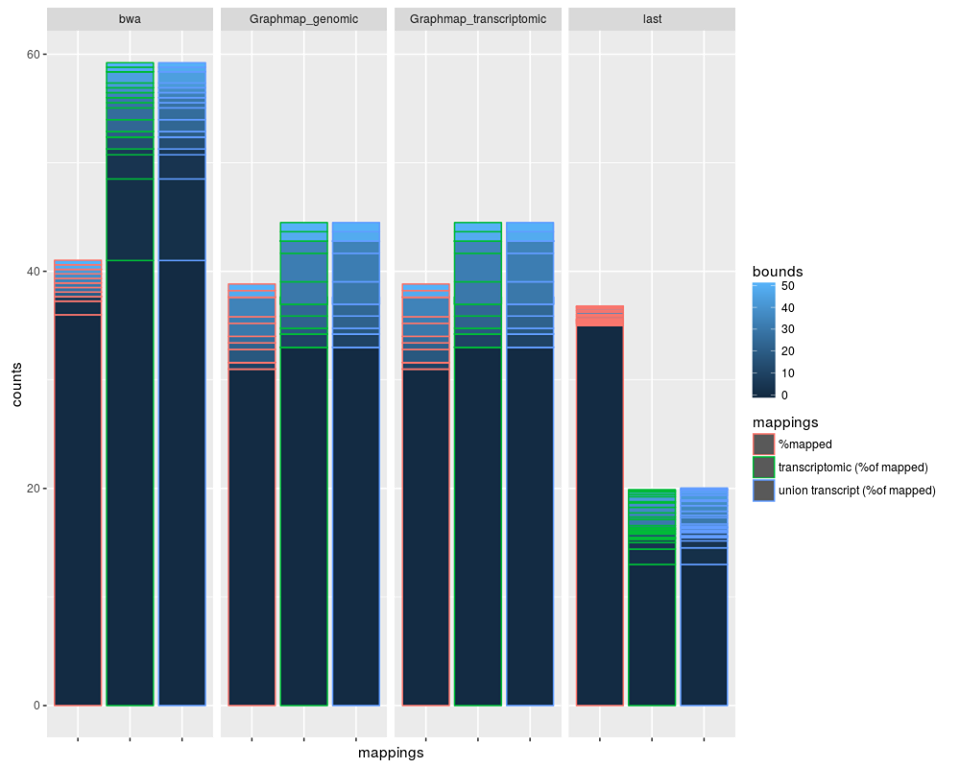 bwa
Graphmap_genomic
Graphmap_transcriptomic
last
60
40
20
0
counts
mappings
bounds
50
40
30
20
10
0
mappings
%mapped
transcriptomic (%of mapped)
union transcript (%of mapped)